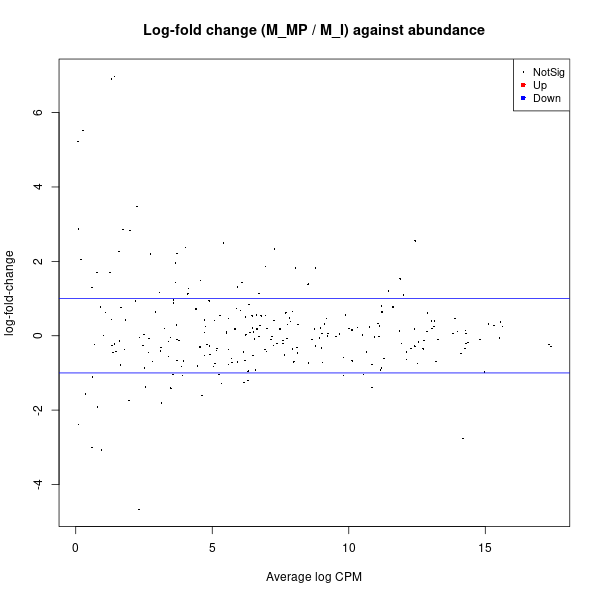 Log-fold change (M_MP / M_I) against abundance
NotSig
Up
Down
6
4
2
0
-2
-4
log-fold-change
0 5 10 15
Average log CPM